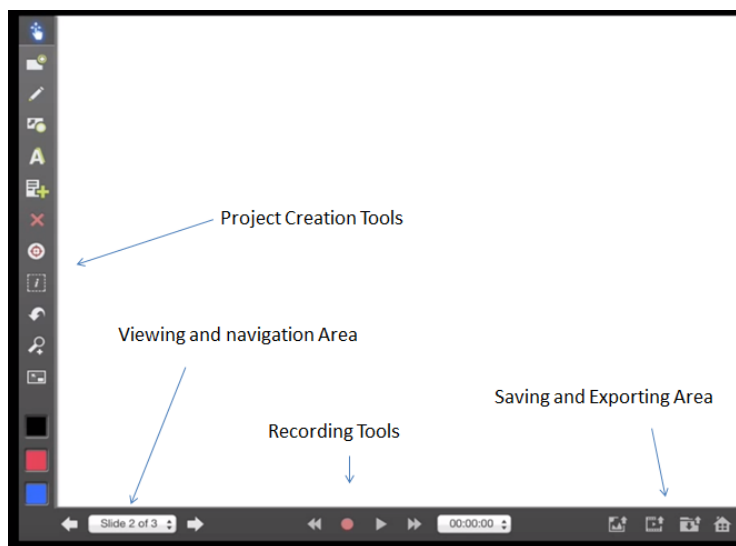 A
Project Creation Tools
i
Viewing and navigation Area
Saving and Exporting Area
Recording Tools
Slide 2 of 3
00:00:00